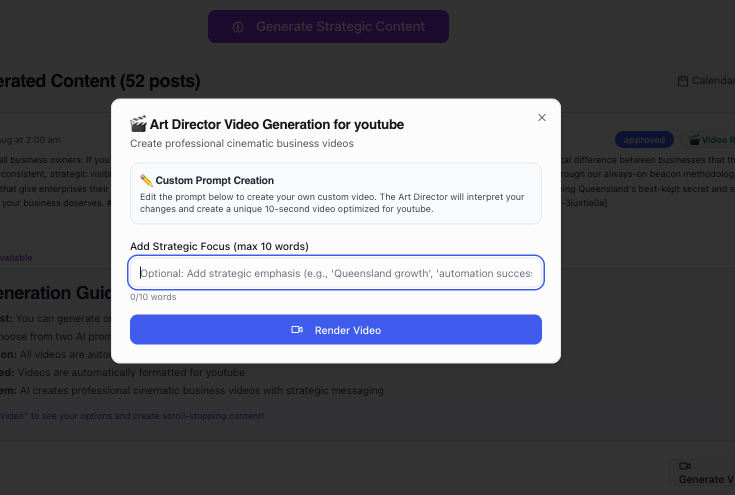 Generate Strategic Content
erated Content (52 posts)
Calendar
Aug at 2:00 am
approved
🎬 Video R
all business owners: If you'
consistent, strategic visibi
that give enterprises their
your business deserves. #
cal difference between businesses that th
rough our always-on beacon methodolog
ing Queensland's best-kept secret and s
-3juxtie0a]
available
🎬 Art Director Video Generation for youtube
Create professional cinematic business videos
✏️ Custom Prompt Creation
Edit the prompt below to create your own custom video. The Art Director will interpret your
changes and create a unique 10-second video optimized for youtube.
Add Strategic Focus (max 10 words)
Optional: Add strategic emphasis (e.g., 'Queensland growth', 'automation succes
0/10 words
Render Video
eneration Guid
st: You can generate o
hoose from two AI prom
on: All videos are auto
ed: Videos are automatically formatted for youtube
em: AI creates professional cinematic business videos with strategic messaging
Video" to see your options and create scroll-stopping content!
Generate V